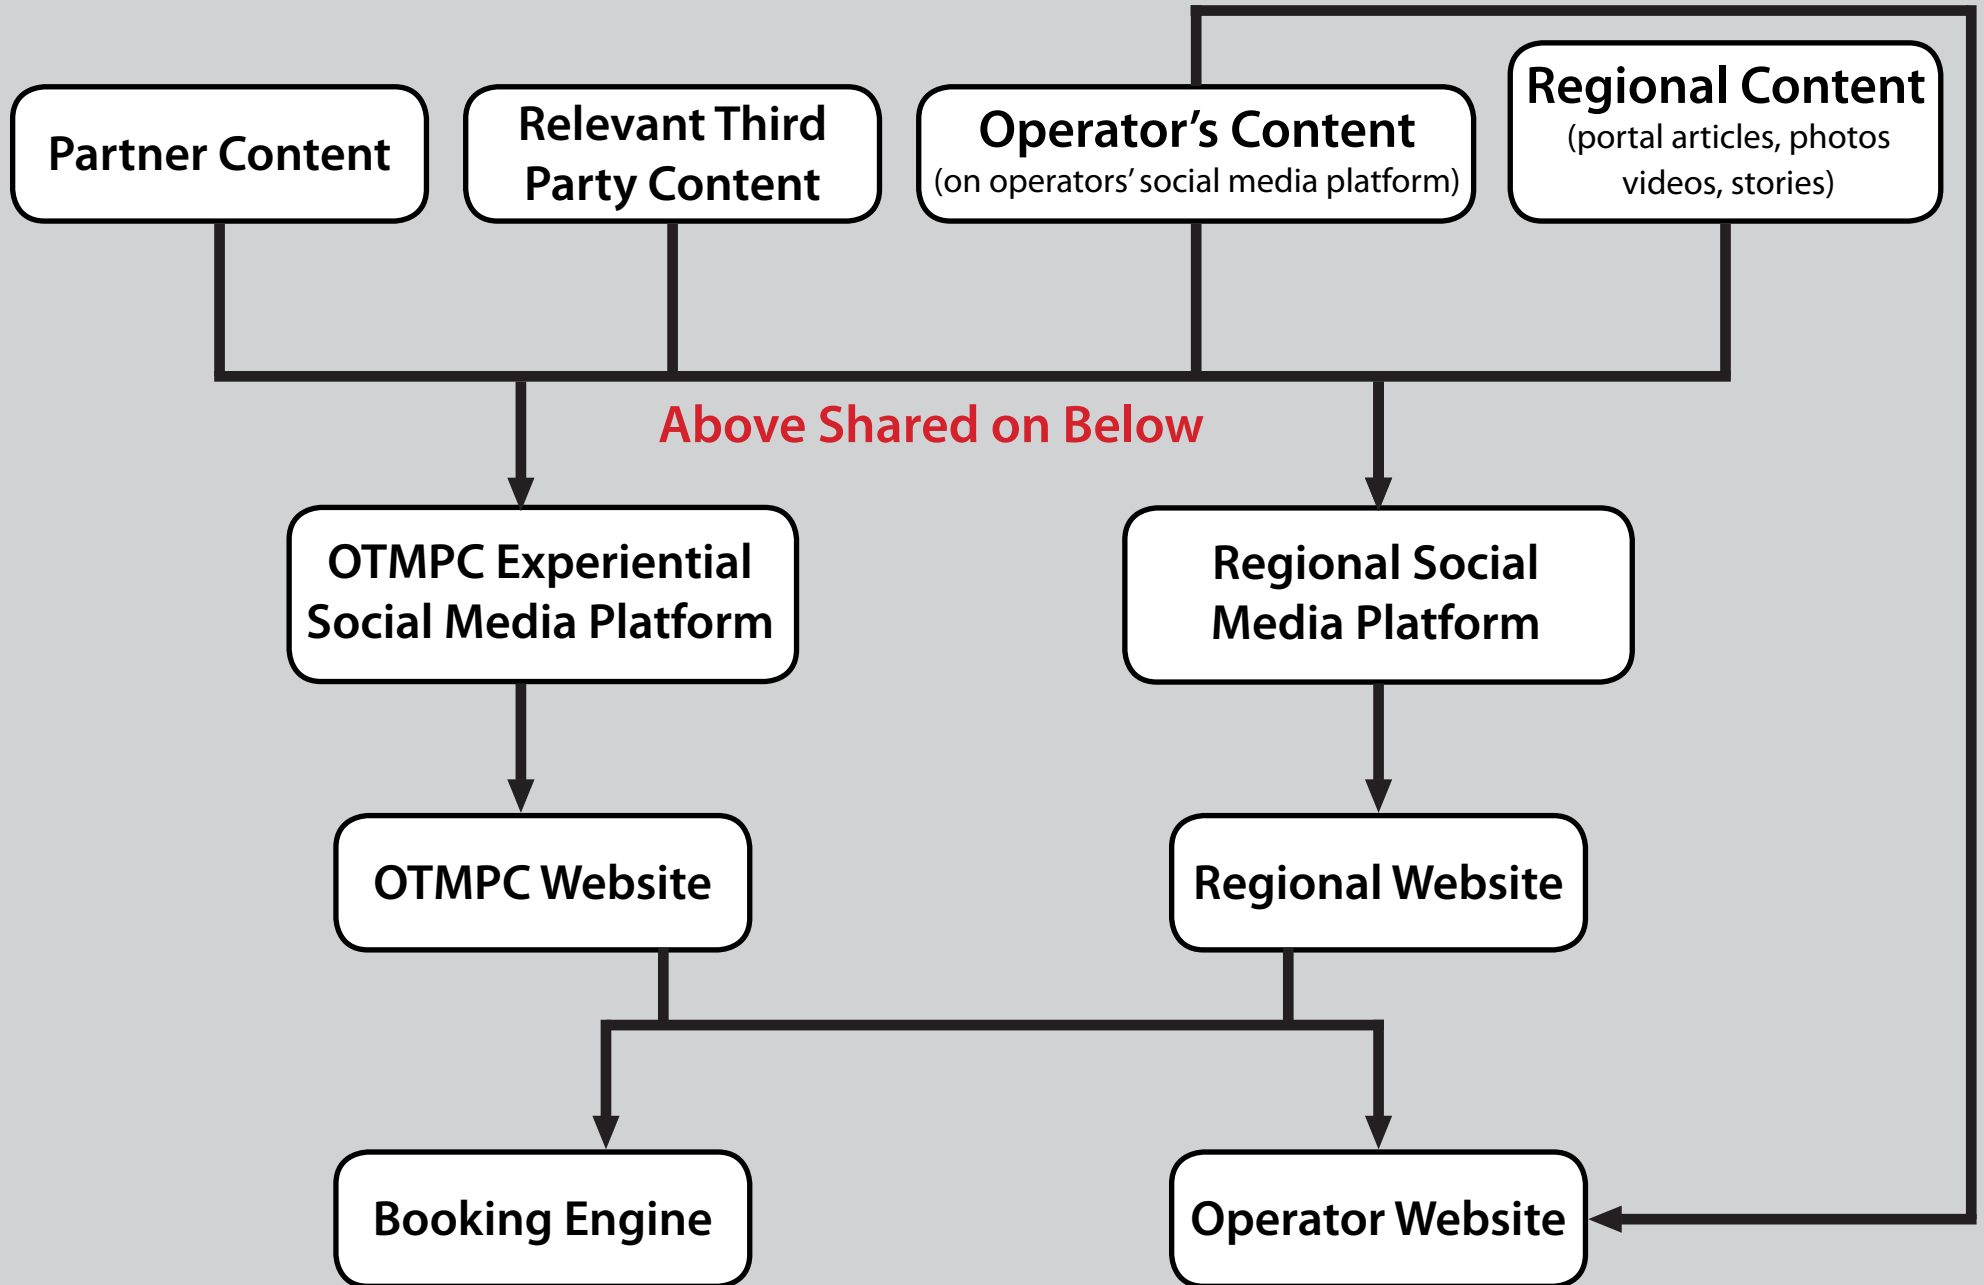 Partner Content
Relevant Third
Party Content
Operator’s Content
(on operators’ social media platform)
Regional Content
(portal articles, photos
videos, stories)
Above Shared on Below
OTMPC Experiential
Social Media Platform
Regional Social
Media Platform
OTMPC Website
Regional Website
Booking Engine
Operator Website